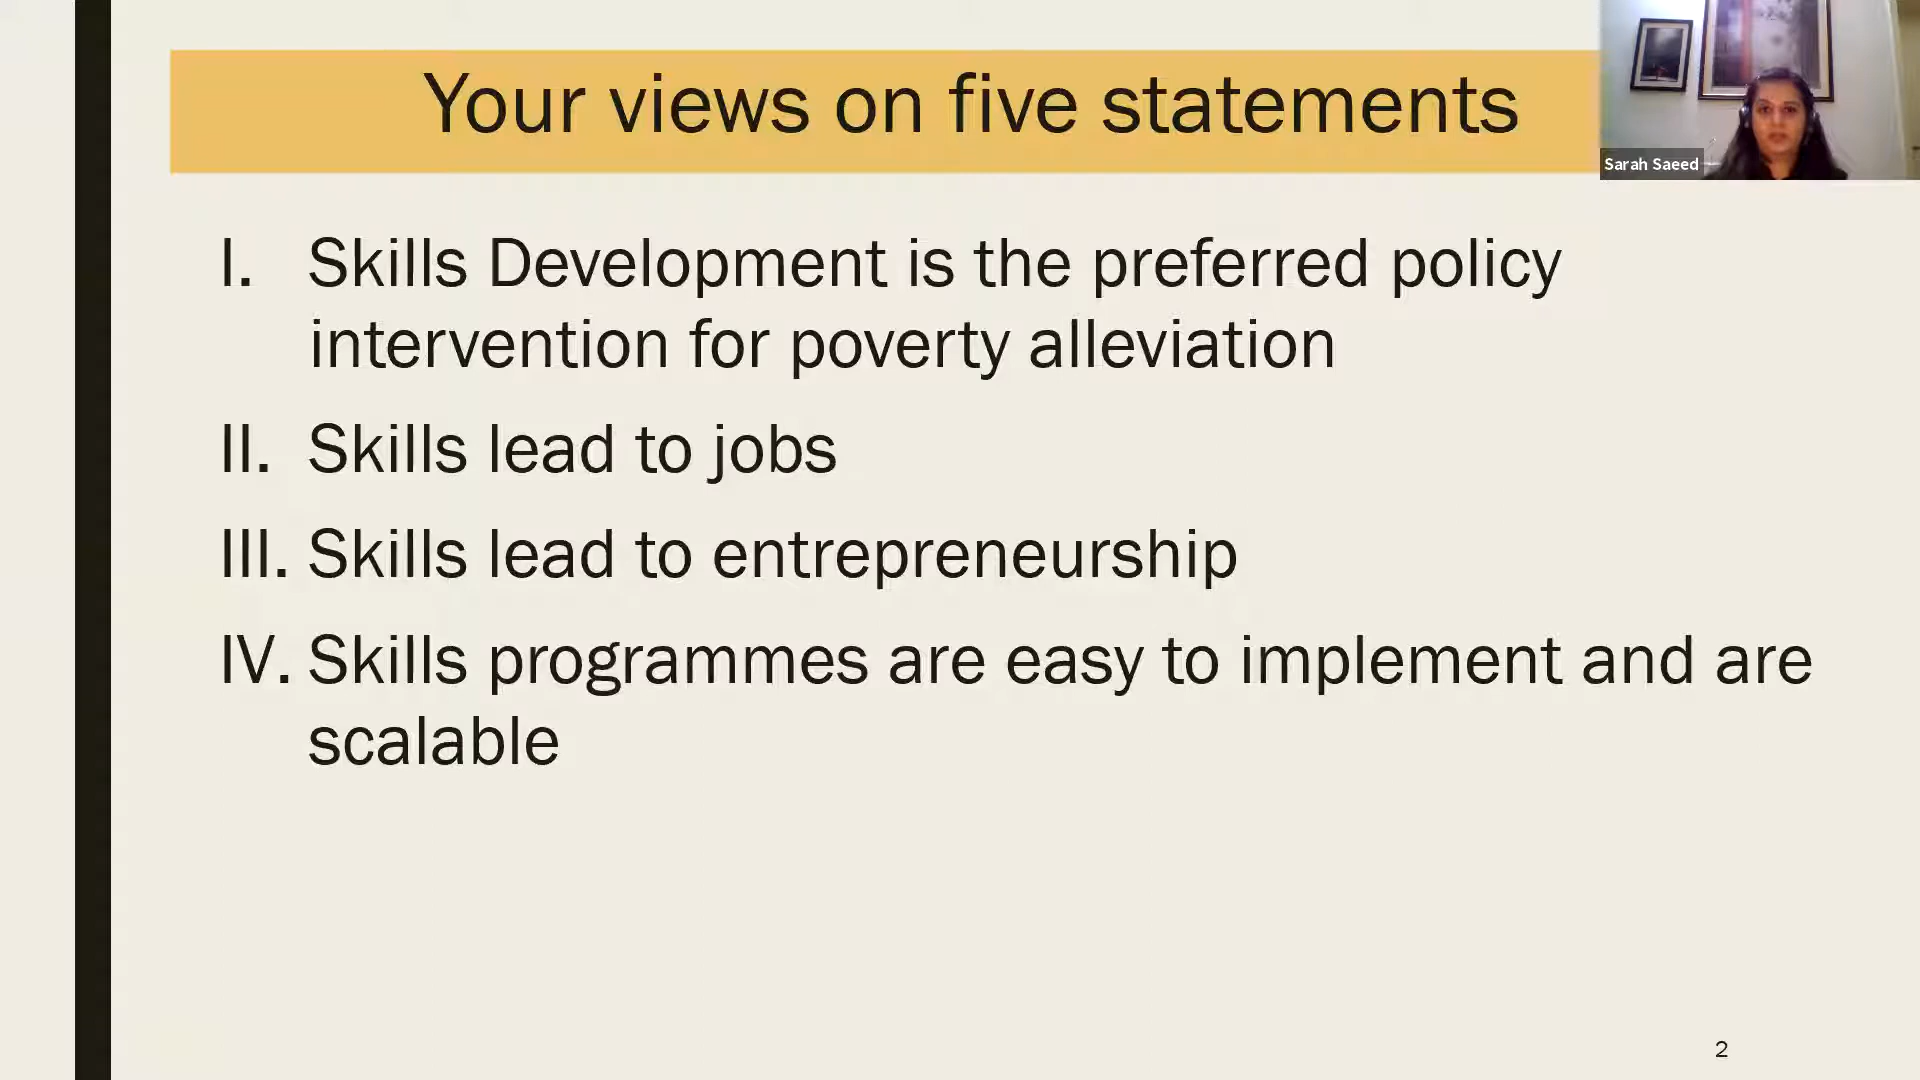 Your views on five statements
Sarah Saeed
I. Skills Development is the preferred policy
intervention for poverty alleviation
II. Skills lead to jobs
III. Skills lead to entrepreneurship
IV. Skills programmes are easy to implement and are
scalable
2